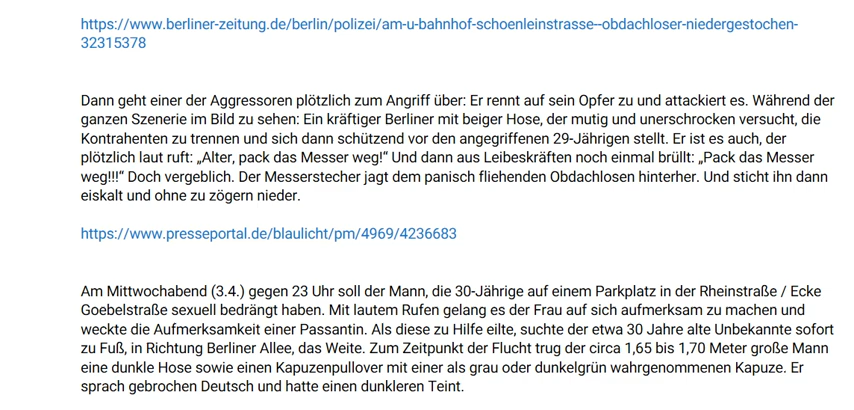 https://www.berliner-zeitung.de/berlin/polizei/am-u-bahnhof-schoenleinstrasse--obdachloser-niedergestochen-
32315378
Dann geht einer der Aggressoren plötzlich zum Angriff über: Er rennt auf sein Opfer zu und attackiert es. Während der
ganzen Szenerie im Bild zu sehen: Ein kräftiger Berliner mit beiger Hose, der mutig und unerschrocken versucht, die
Kontrahenten zu trennen und sich dann schützend vor den angegriffenen 29-Jährigen stellt. Er ist es auch, der
plötzlich laut ruft: „Alter, pack das Messer weg!“ Und dann aus Leibeskräften noch einmal brüllt: „Pack das Messer
weg!!!“ Doch vergeblich. Der Messerstecher jagt dem panisch fliehenden Obdachlosen hinterher. Und sticht ihn dann
eiskalt und ohne zu zögern nieder.
https://www.presseportal.de/blaulicht/pm/4969/4236683
Am Mittwochabend (3.4.) gegen 23 Uhr soll der Mann, die 30-Jährige auf einem Parkplatz in der Rheinstraße / Ecke
Goebelstraße sexuell bedrängt haben. Mit lautem Rufen gelang es der Frau auf sich aufmerksam zu machen und
weckte die Aufmerksamkeit einer Passantin. Als diese zu Hilfe eilte, suchte der etwa 30 Jahre alte Unbekannte sofort
zu Fuß, in Richtung Berliner Allee, das Weite. Zum Zeitpunkt der Flucht trug der circa 1,65 bis 1,70 Meter große Mann
eine dunkle Hose sowie einen Kapuzenpullover mit einer als grau oder dunkelgrün wahrgenommenen Kapuze. Er
sprach gebrochen Deutsch und hatte einen dunkleren Teint.